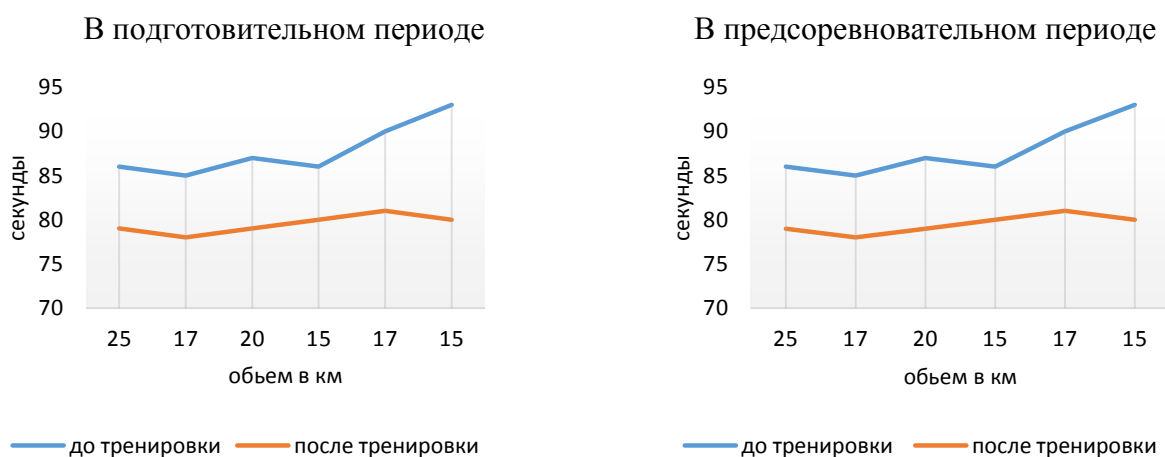 В подготовительном периоде
95
90
85
80
75
70
секунды
25 17 20 15 17 15
обьем в км
до тренировки после тренировки
В предсоревновательном периоде
95
90
85
80
75
70
секунды
25 17 20 15 17 15
обьем в км
до тренировки после тренировки